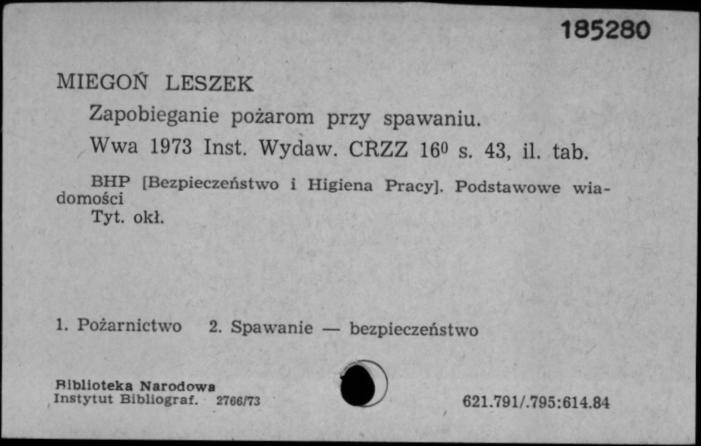 185280
MIEGOŃ LESZEK
Zapobieganie pożarom przy spawaniu.
Wwa 1973 Inst. Wydaw. CRZZ 16⁰ s. 43, il. tab.
BHP [Bezpieczeństwo i Higiena Pracy]. Podstawowe wia-
domości
Tyt. okł.
1. Pożarnictwo 2. Spawanie — bezpieczeństwo
Biblioteka Narodowa
Instytut Bibliograf. 2766/73
621.791/.795:614.84